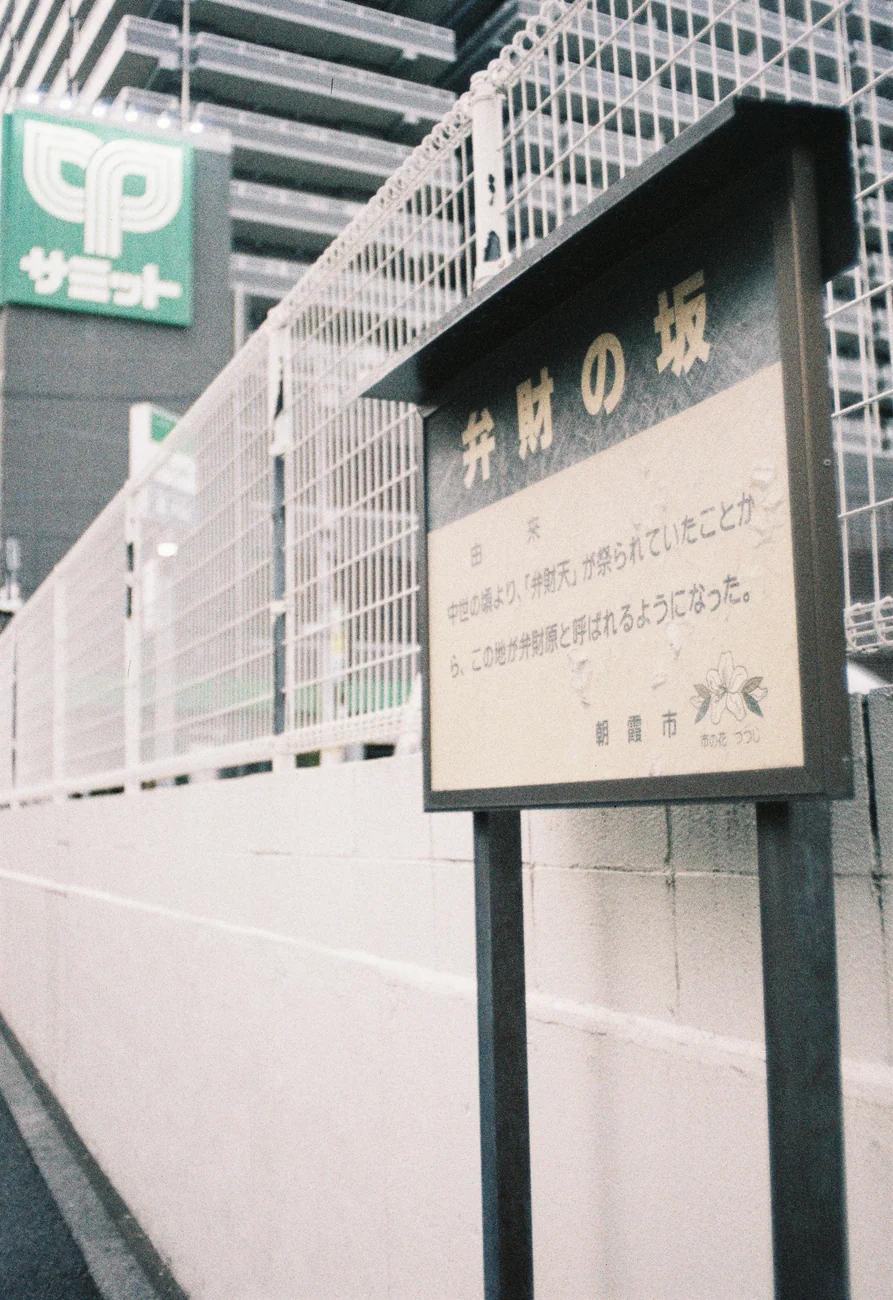 サミット
弁財の坂
由来
中世の頃より、「弁財天」が祭られていたことか
ら、この地が弁財原と呼ばれるようになった。
朝霞市
市の花 つつじ